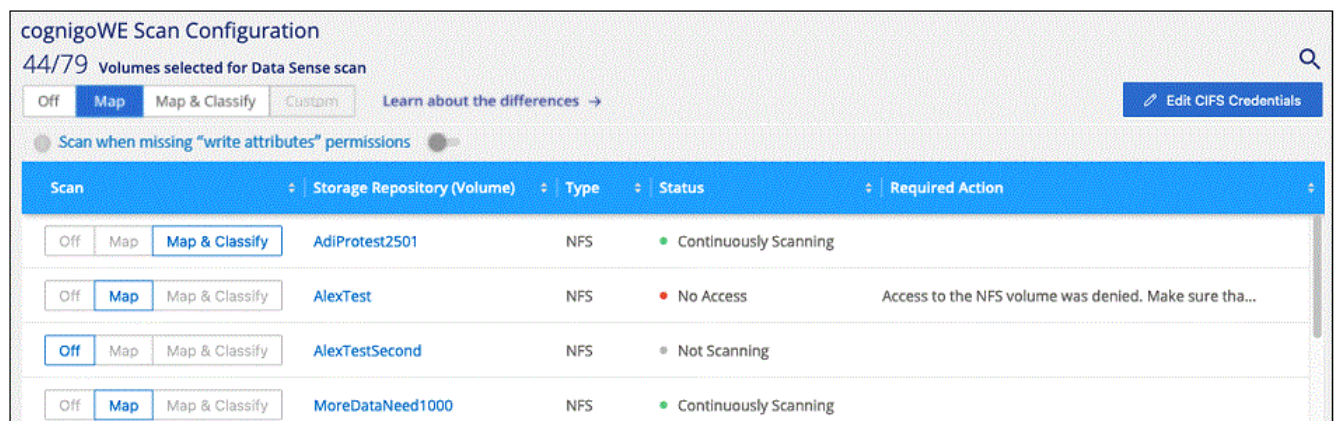 cognigoWE Scan Configuration
44/79 Volumes selected for Data Sense scan
Off Map Map & Classify Custom Learn about the differences → Edit CIFS Credentials
Scan when missing “write attributes” permissions
Scan Storage Repository (Volume) Type Status Required Action
Off Map Map & Classify AdiProtest2501 NFS Continuously Scanning
Off Map Map & Classify AlexTest NFS No Access Access to the NFS volume was denied. Make sure tha...
Off Map Map & Classify AlexTestSecond NFS Not Scanning
Off Map Map & Classify MoreDataNeed1000 NFS Continuously Scanning